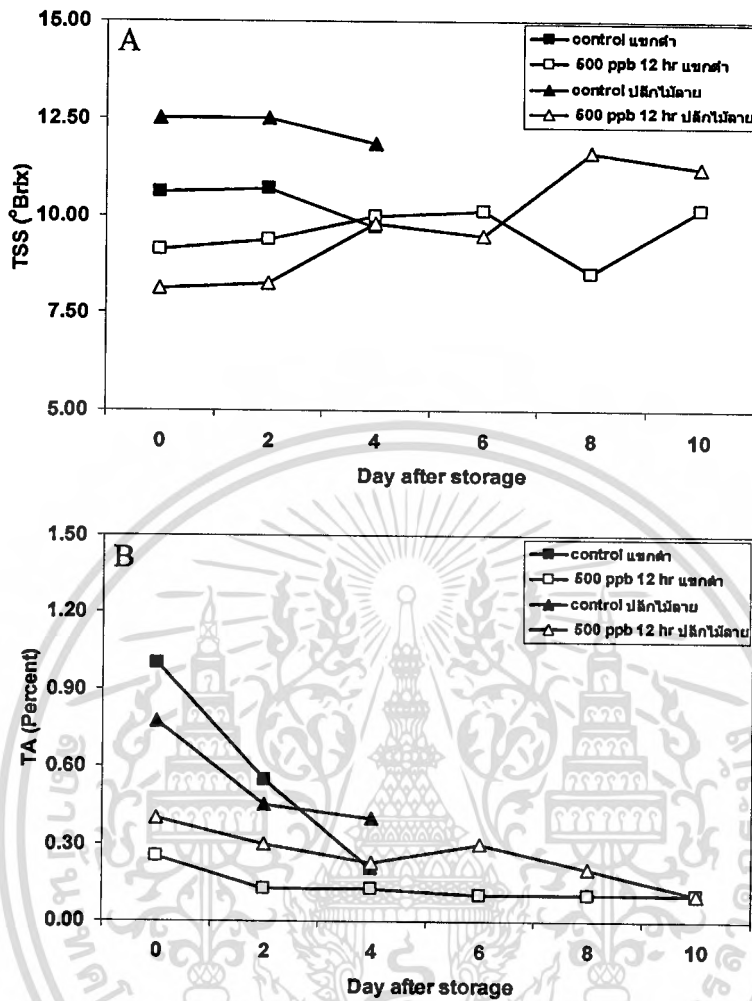 A
15.00
12.50
10.00
7.50
5.00
TSS (°Brix)
control แขกดำ
500 ppb 12 hr แขกดำ
control ปลักไม้ลาย
500 ppb 12 hr ปลักไม้ลาย
0 2 4 6 8 10
Day after storage
B
1.50
1.20
0.90
0.60
0.30
0.00
TA (Percent)
control แขกดำ
500 ppb 12 hr แขกดำ
control ปลักไม้ลาย
500 ppb 12 hr ปลักไม้ลาย
0 2 4 6 8 10
Day after storage